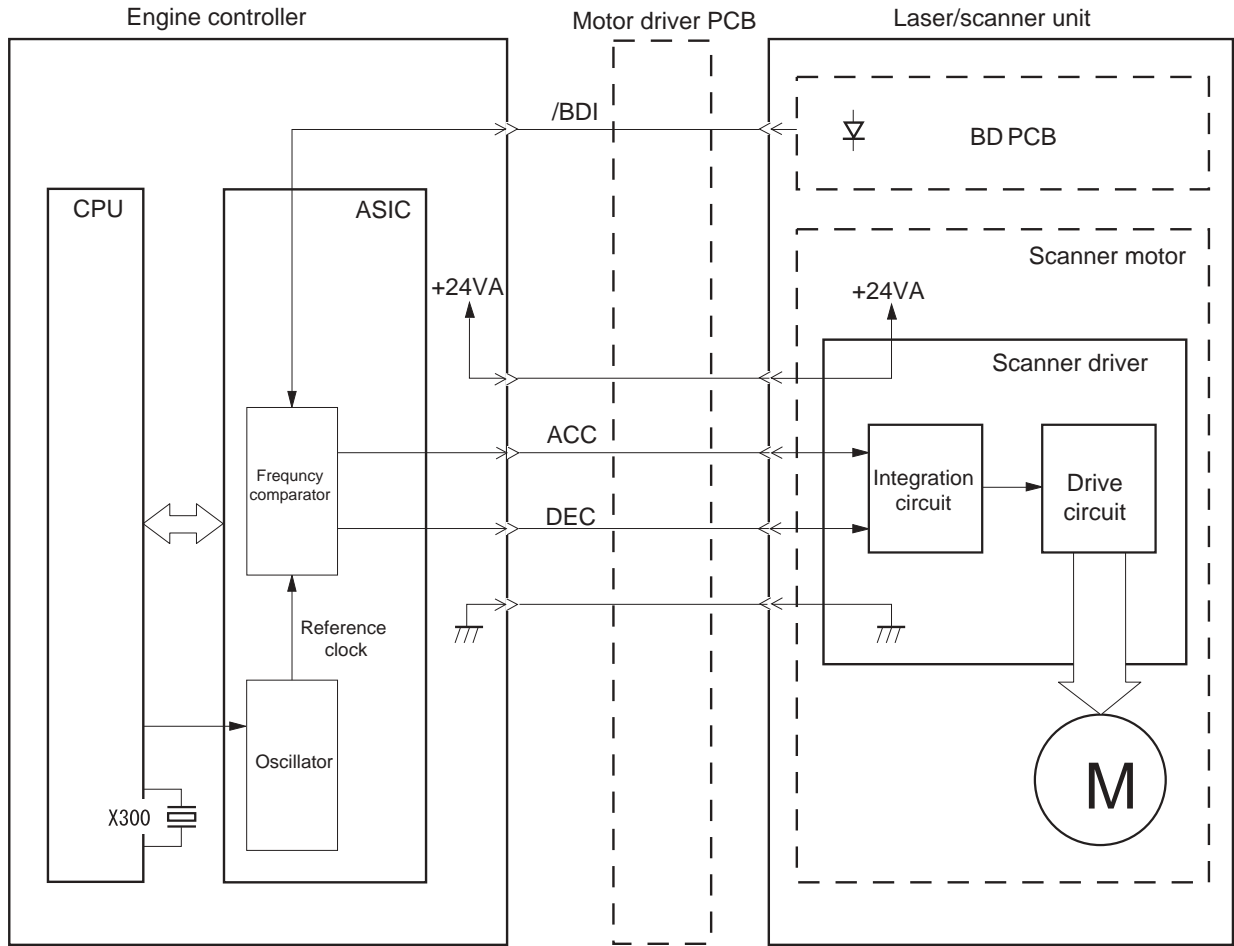 Engine controller
Motor driver PCB
Laser/scanner unit
/BDI
BD PCB
CPU
ASIC
Scanner motor
+24VA
+24VA
Scanner driver
ACC
Frequncy
comparator
Integration
circuit
Drive
circuit
DEC
Reference
clock
Oscillator
X300
M